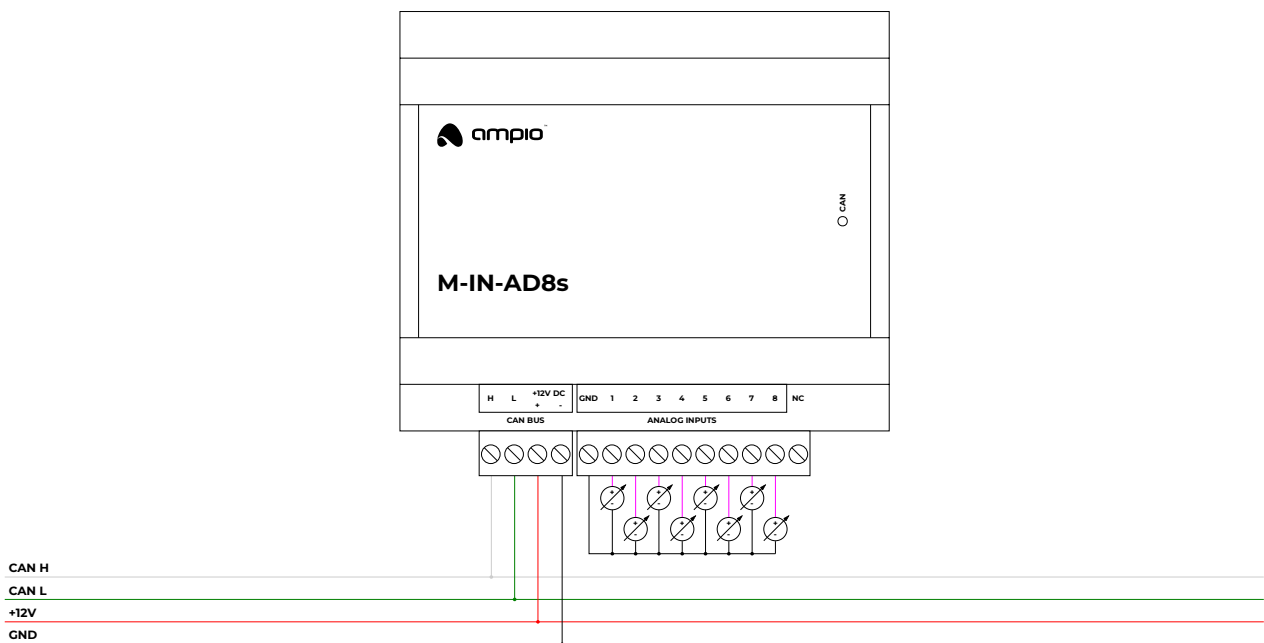 ampio™
CAN
M-IN-AD8s
H L +12V DC GND 1 2 3 4 5 6 7 8 NC
+ -
CAN BUS ANALOG INPUTS
+ + + +
- - - -
+ + + +
- - - -
CAN H
CAN L
+12V
GND